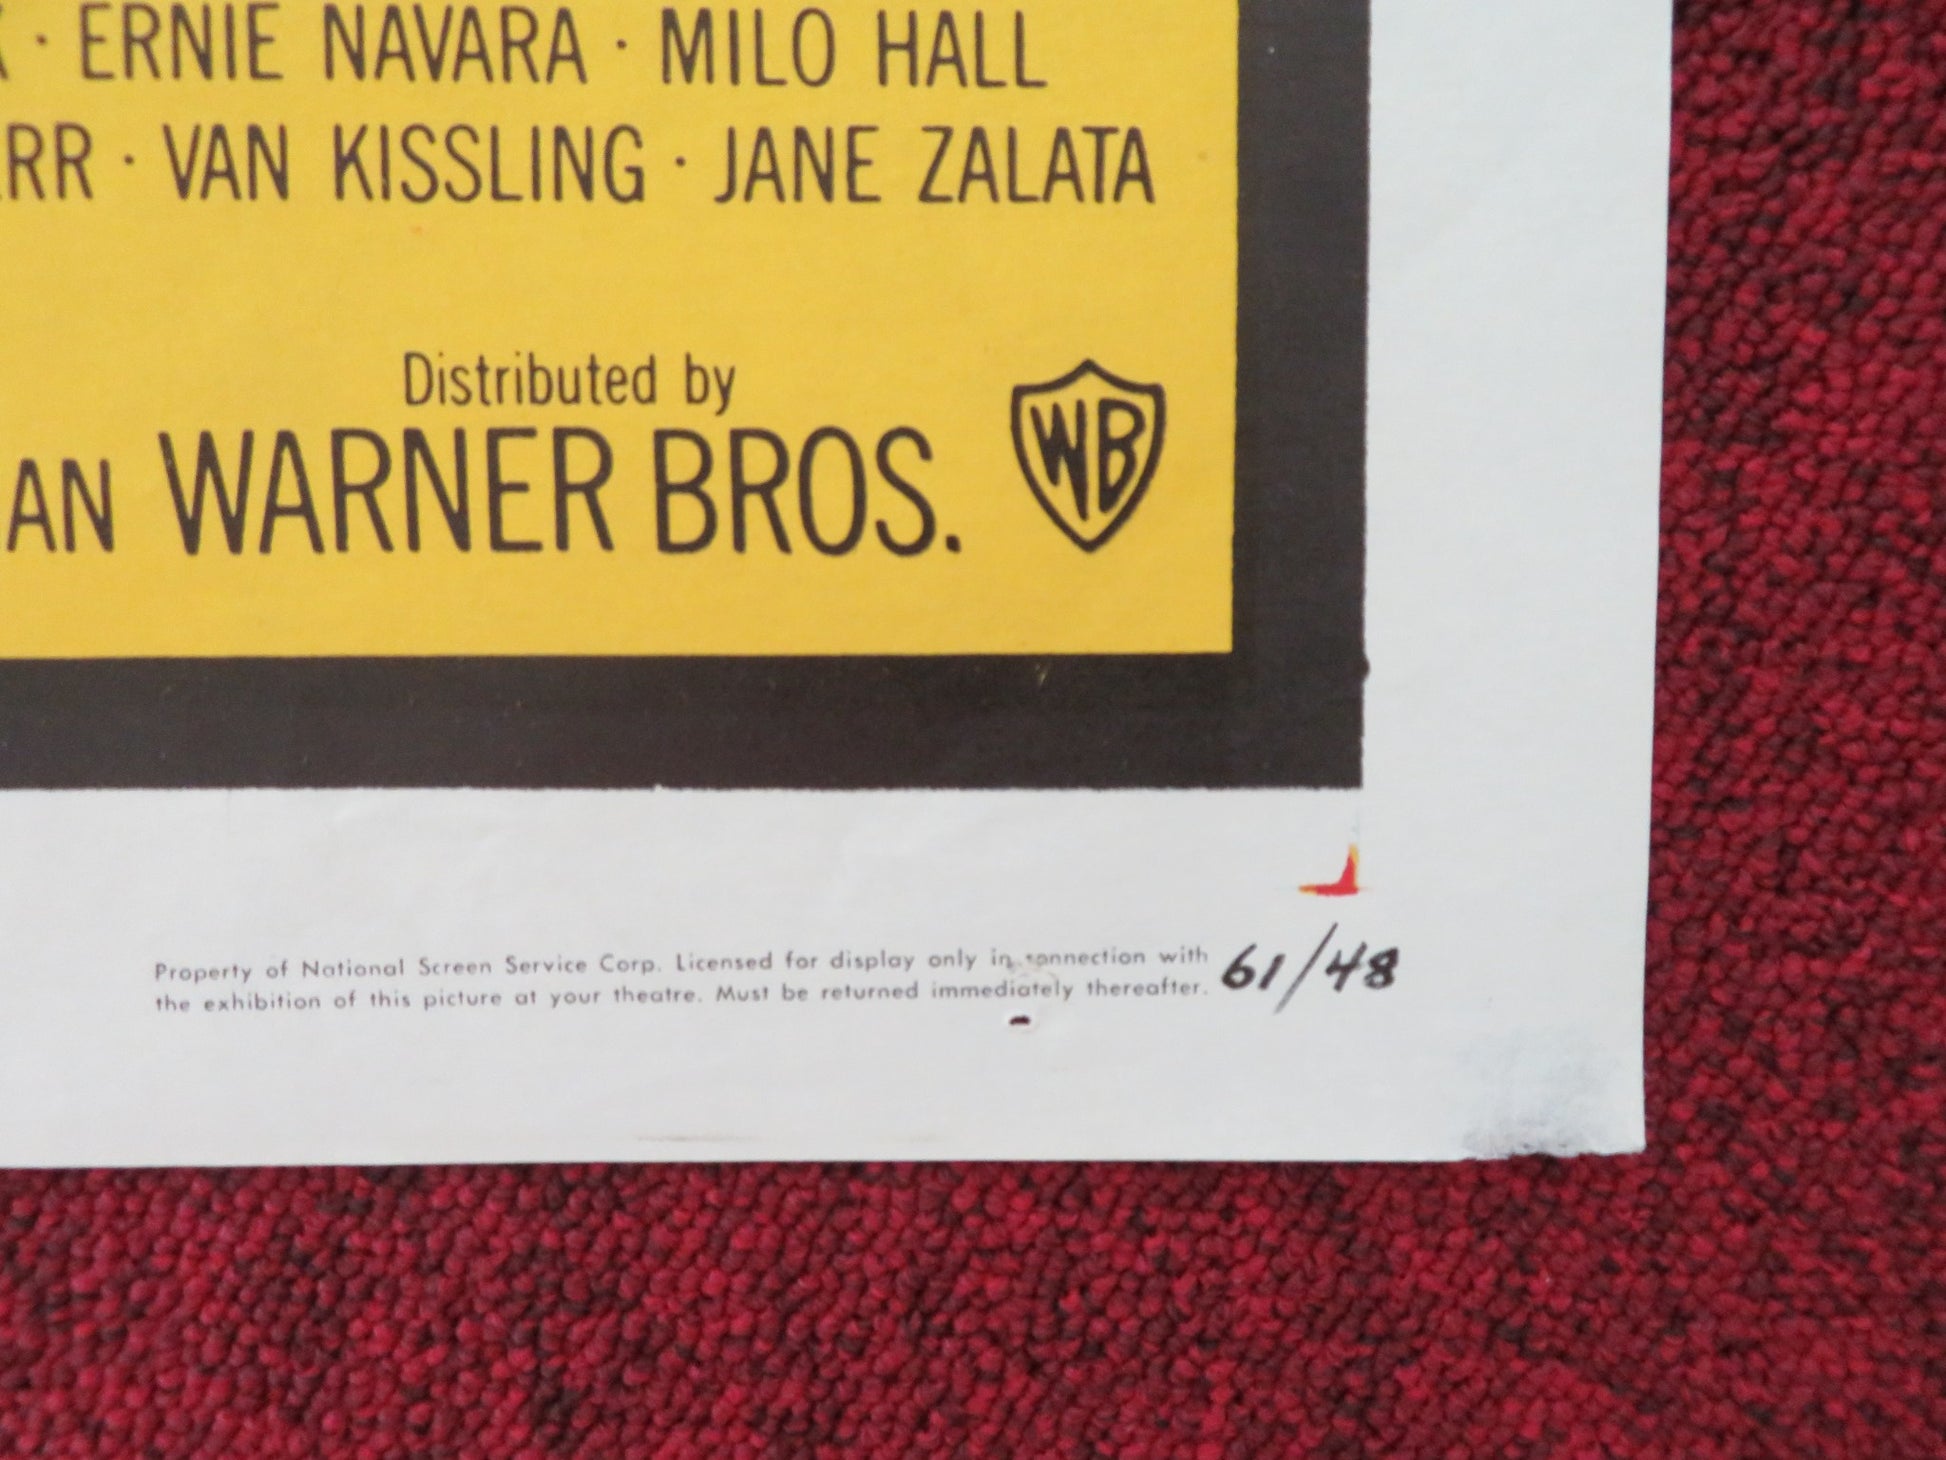 · ERNIE NAVARA · MILO HALL
RR · VAN KISSLING · JANE ZALATA
Distributed by
AN WARNER BROS. WB
Property of National Screen Service Corp. Licensed for display only in connection with 61/48
the exhibition of this picture at your theatre. Must be returned immediately thereafter.